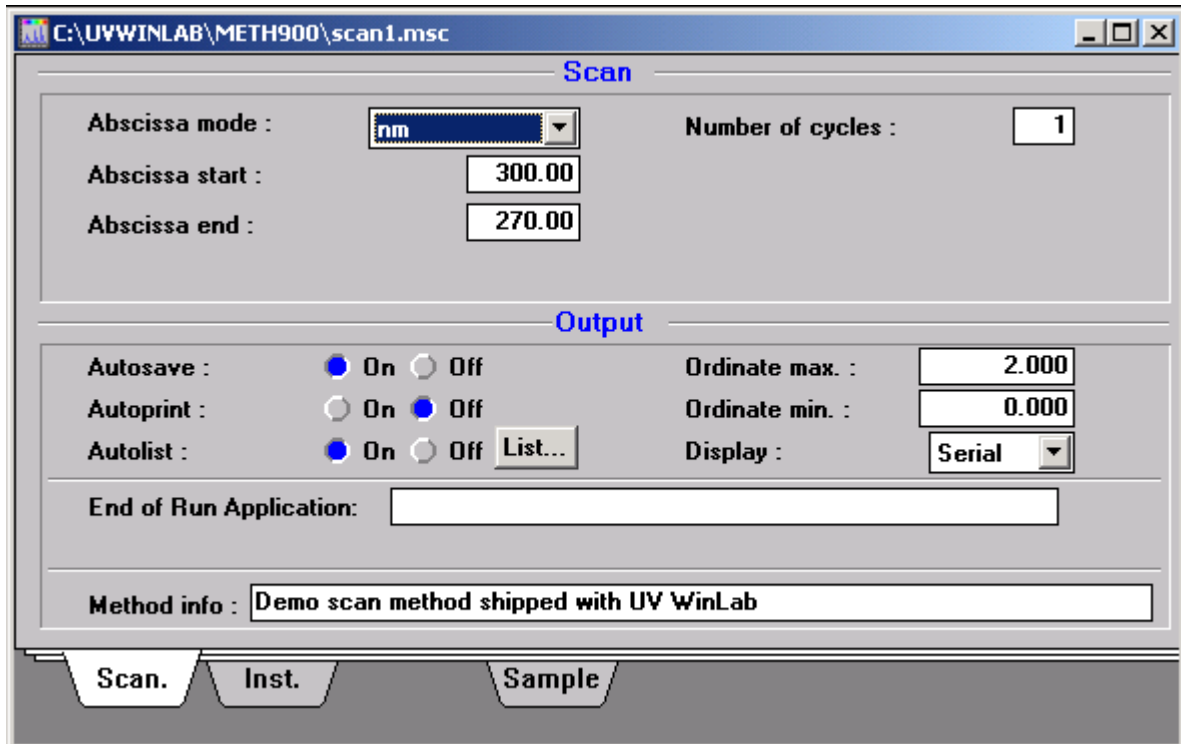 C:\UVWINLAB\METH900\scan1.msc
Scan
Abscissa mode : nm Number of cycles : 1
Abscissa start : 300.00
Abscissa end : 270.00
Output
Autosave : On Off Ordinate max. : 2.000
Autoprint : On Off Ordinate min. : 0.000
Autolist : On Off List... Display : Serial
End of Run Application:
Method info : Demo scan method shipped with UV WinLab
Scan. Inst. Sample